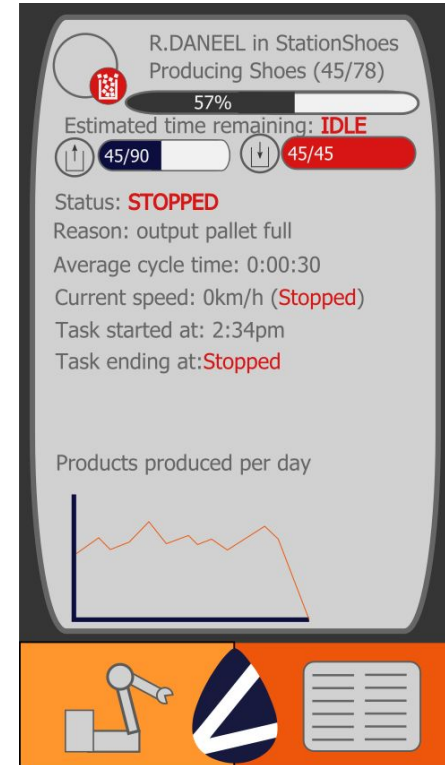 R.DANEEL in StationShoes
Producing Shoes (45/78)
57%
Estimated time remaining: IDLE
45/90
45/45
Status: STOPPED
Reason: output pallet full
Average cycle time: 0:00:30
Current speed: 0km/h (Stopped)
Task started at: 2:34pm
Task ending at:Stopped
Products produced per day